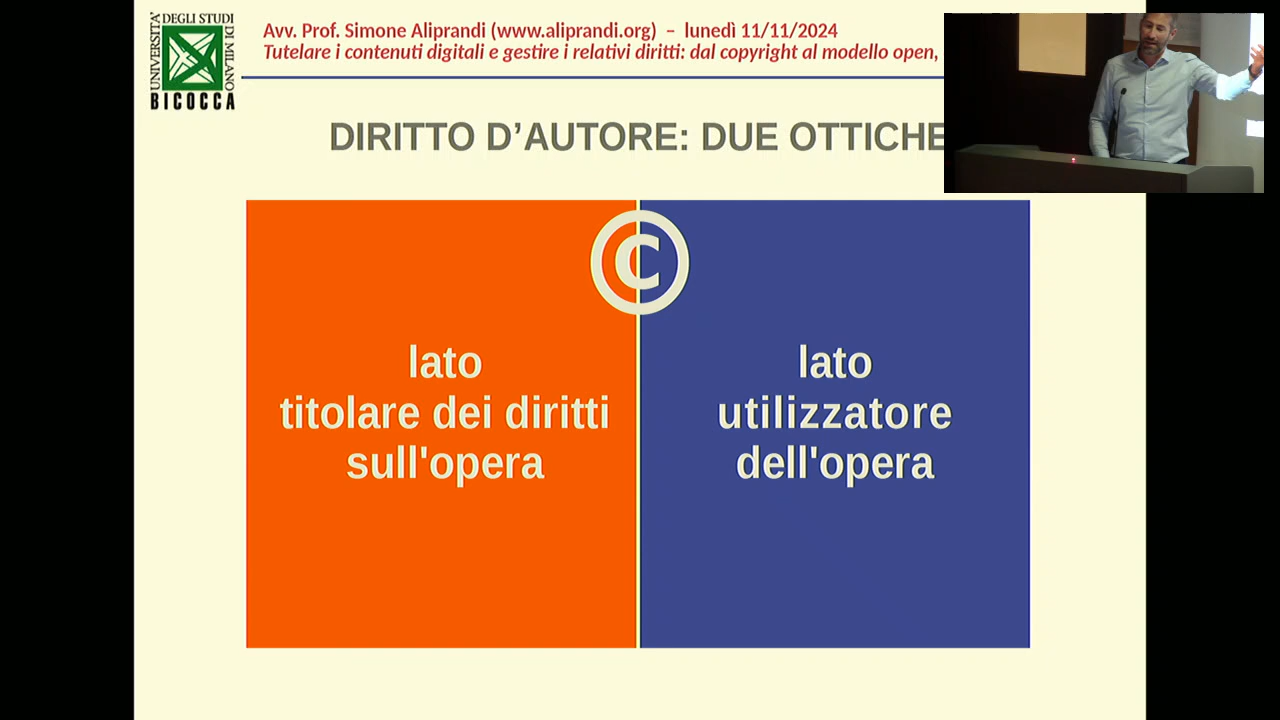 UNIVERSITA' DEGLI STUDI DI MILANO
BICOCCA
Avv. Prof. Simone Aliprandi (www.aliprandi.org) – lunedì 11/11/2024
Tutelare i contenuti digitali e gestire i relativi diritti: dal copyright al modello open,
DIRITTO D’AUTORE: DUE OTTICHE
©
lato
titolare dei diritti
sull'opera
lato
utilizzatore
dell'opera